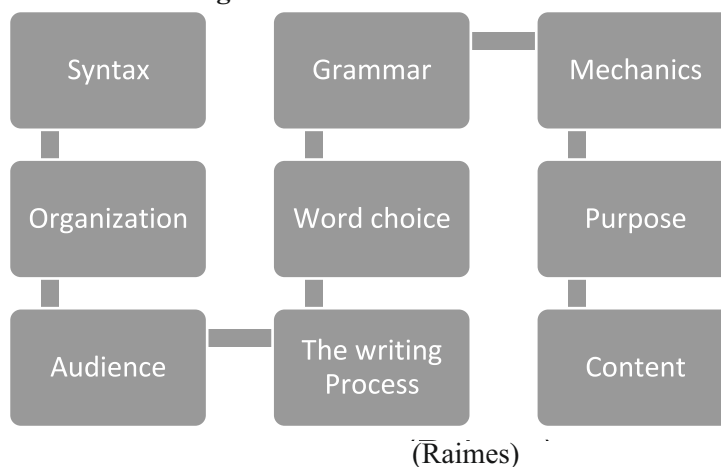 g
Syntax
Grammar
Mechanics
Organization
Word choice
Purpose
Audience
The writing
Process
Content
(Raimes)